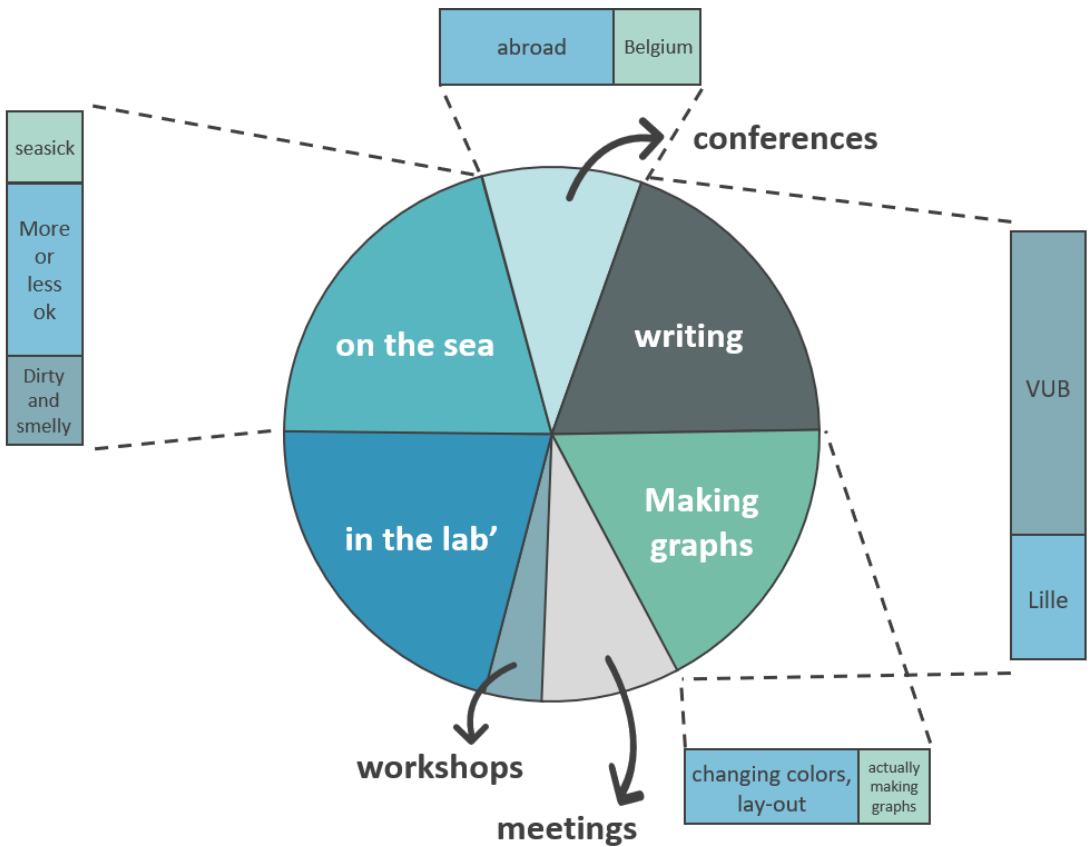 abroad
Belgium
conferences
seasick
More
or
less
ok
Dirty
and
smelly
on the sea
writing
VUB
Lille
in the lab’
Making
graphs
workshops
meetings
changing colors,
lay-out
actually
making
graphs